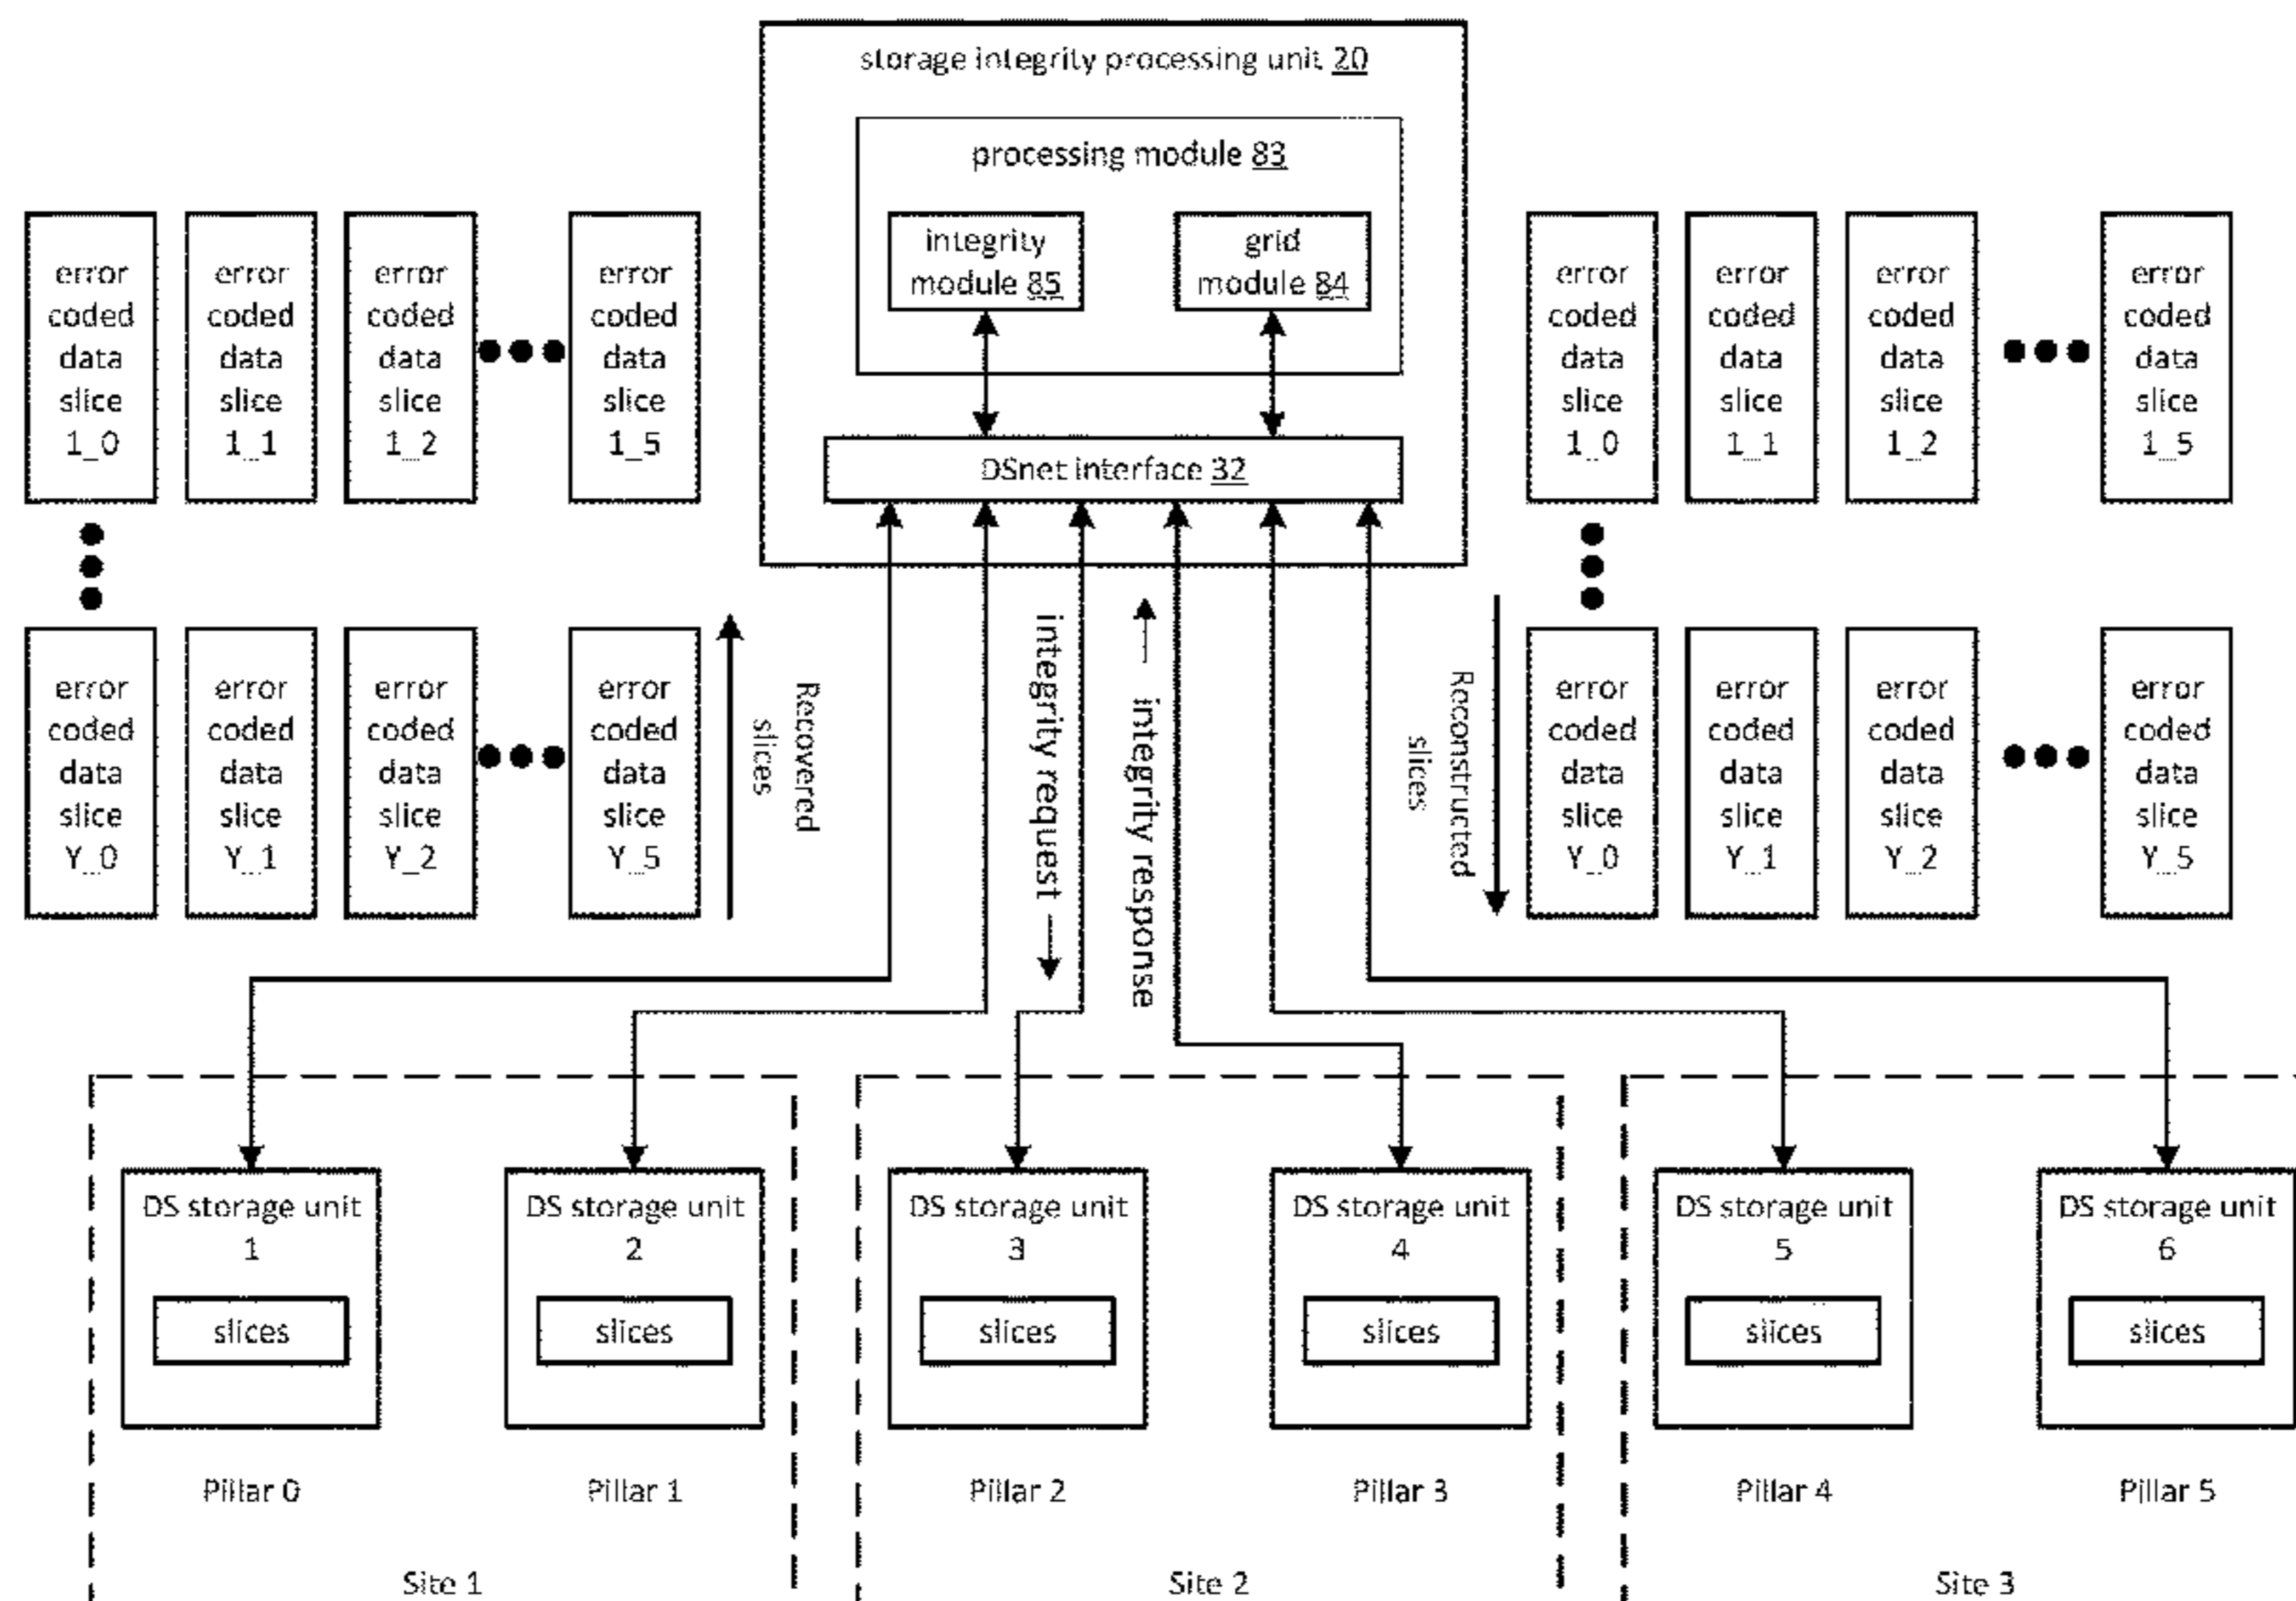 storage integrity processing unit 20
processing module 83
integrity
module 85
grid
module 84
DSnet interface 32
error
coded
data
slice
1_0
error
coded
data
slice
1_1
error
coded
data
slice
1_2
error
coded
data
slice
1_5
error
coded
data
slice
Y_0
error
coded
data
slice
Y_1
error
coded
data
slice
Y_2
error
coded
data
slice
Y_5
Recovered
slices
integrity request
integrity response
Reconstructed
slices
error
coded
data
slice
1_0
error
coded
data
slice
1_1
error
coded
data
slice
1_2
error
coded
data
slice
1_5
error
coded
data
slice
Y_0
error
coded
data
slice
Y_1
error
coded
data
slice
Y_2
error
coded
data
slice
Y_5
DS storage unit
1
slices
Pillar 0
DS storage unit
2
slices
Pillar 1
Site 1
DS storage unit
3
slices
Pillar 2
DS storage unit
4
slices
Pillar 3
Site 2
DS storage unit
5
slices
Pillar 4
DS storage unit
6
slices
Pillar 5
Site 3